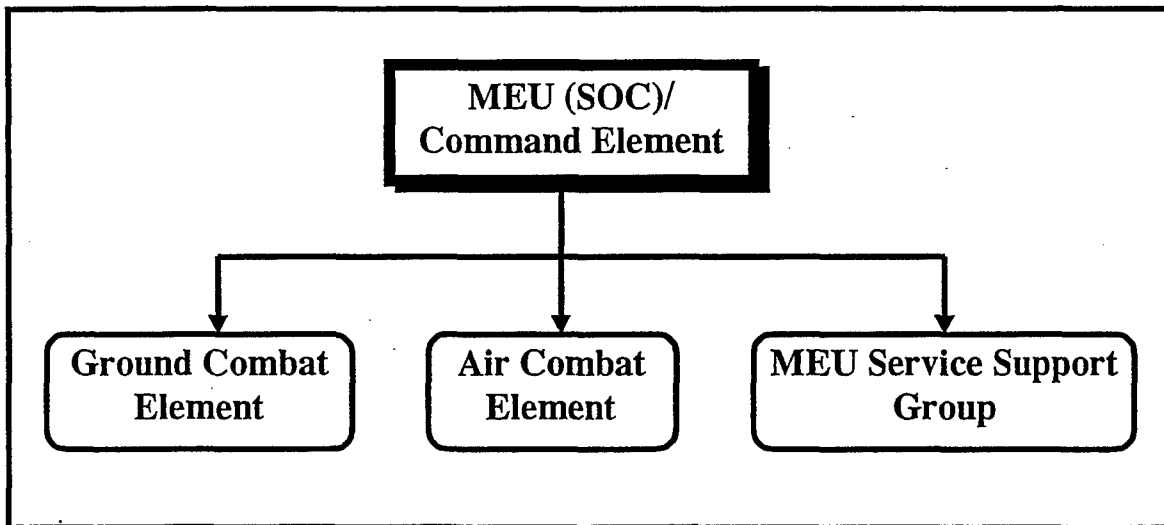 MEU (SOC)/
Command Element
Ground Combat
Element
Air Combat
Element
MEU Service Support
Group